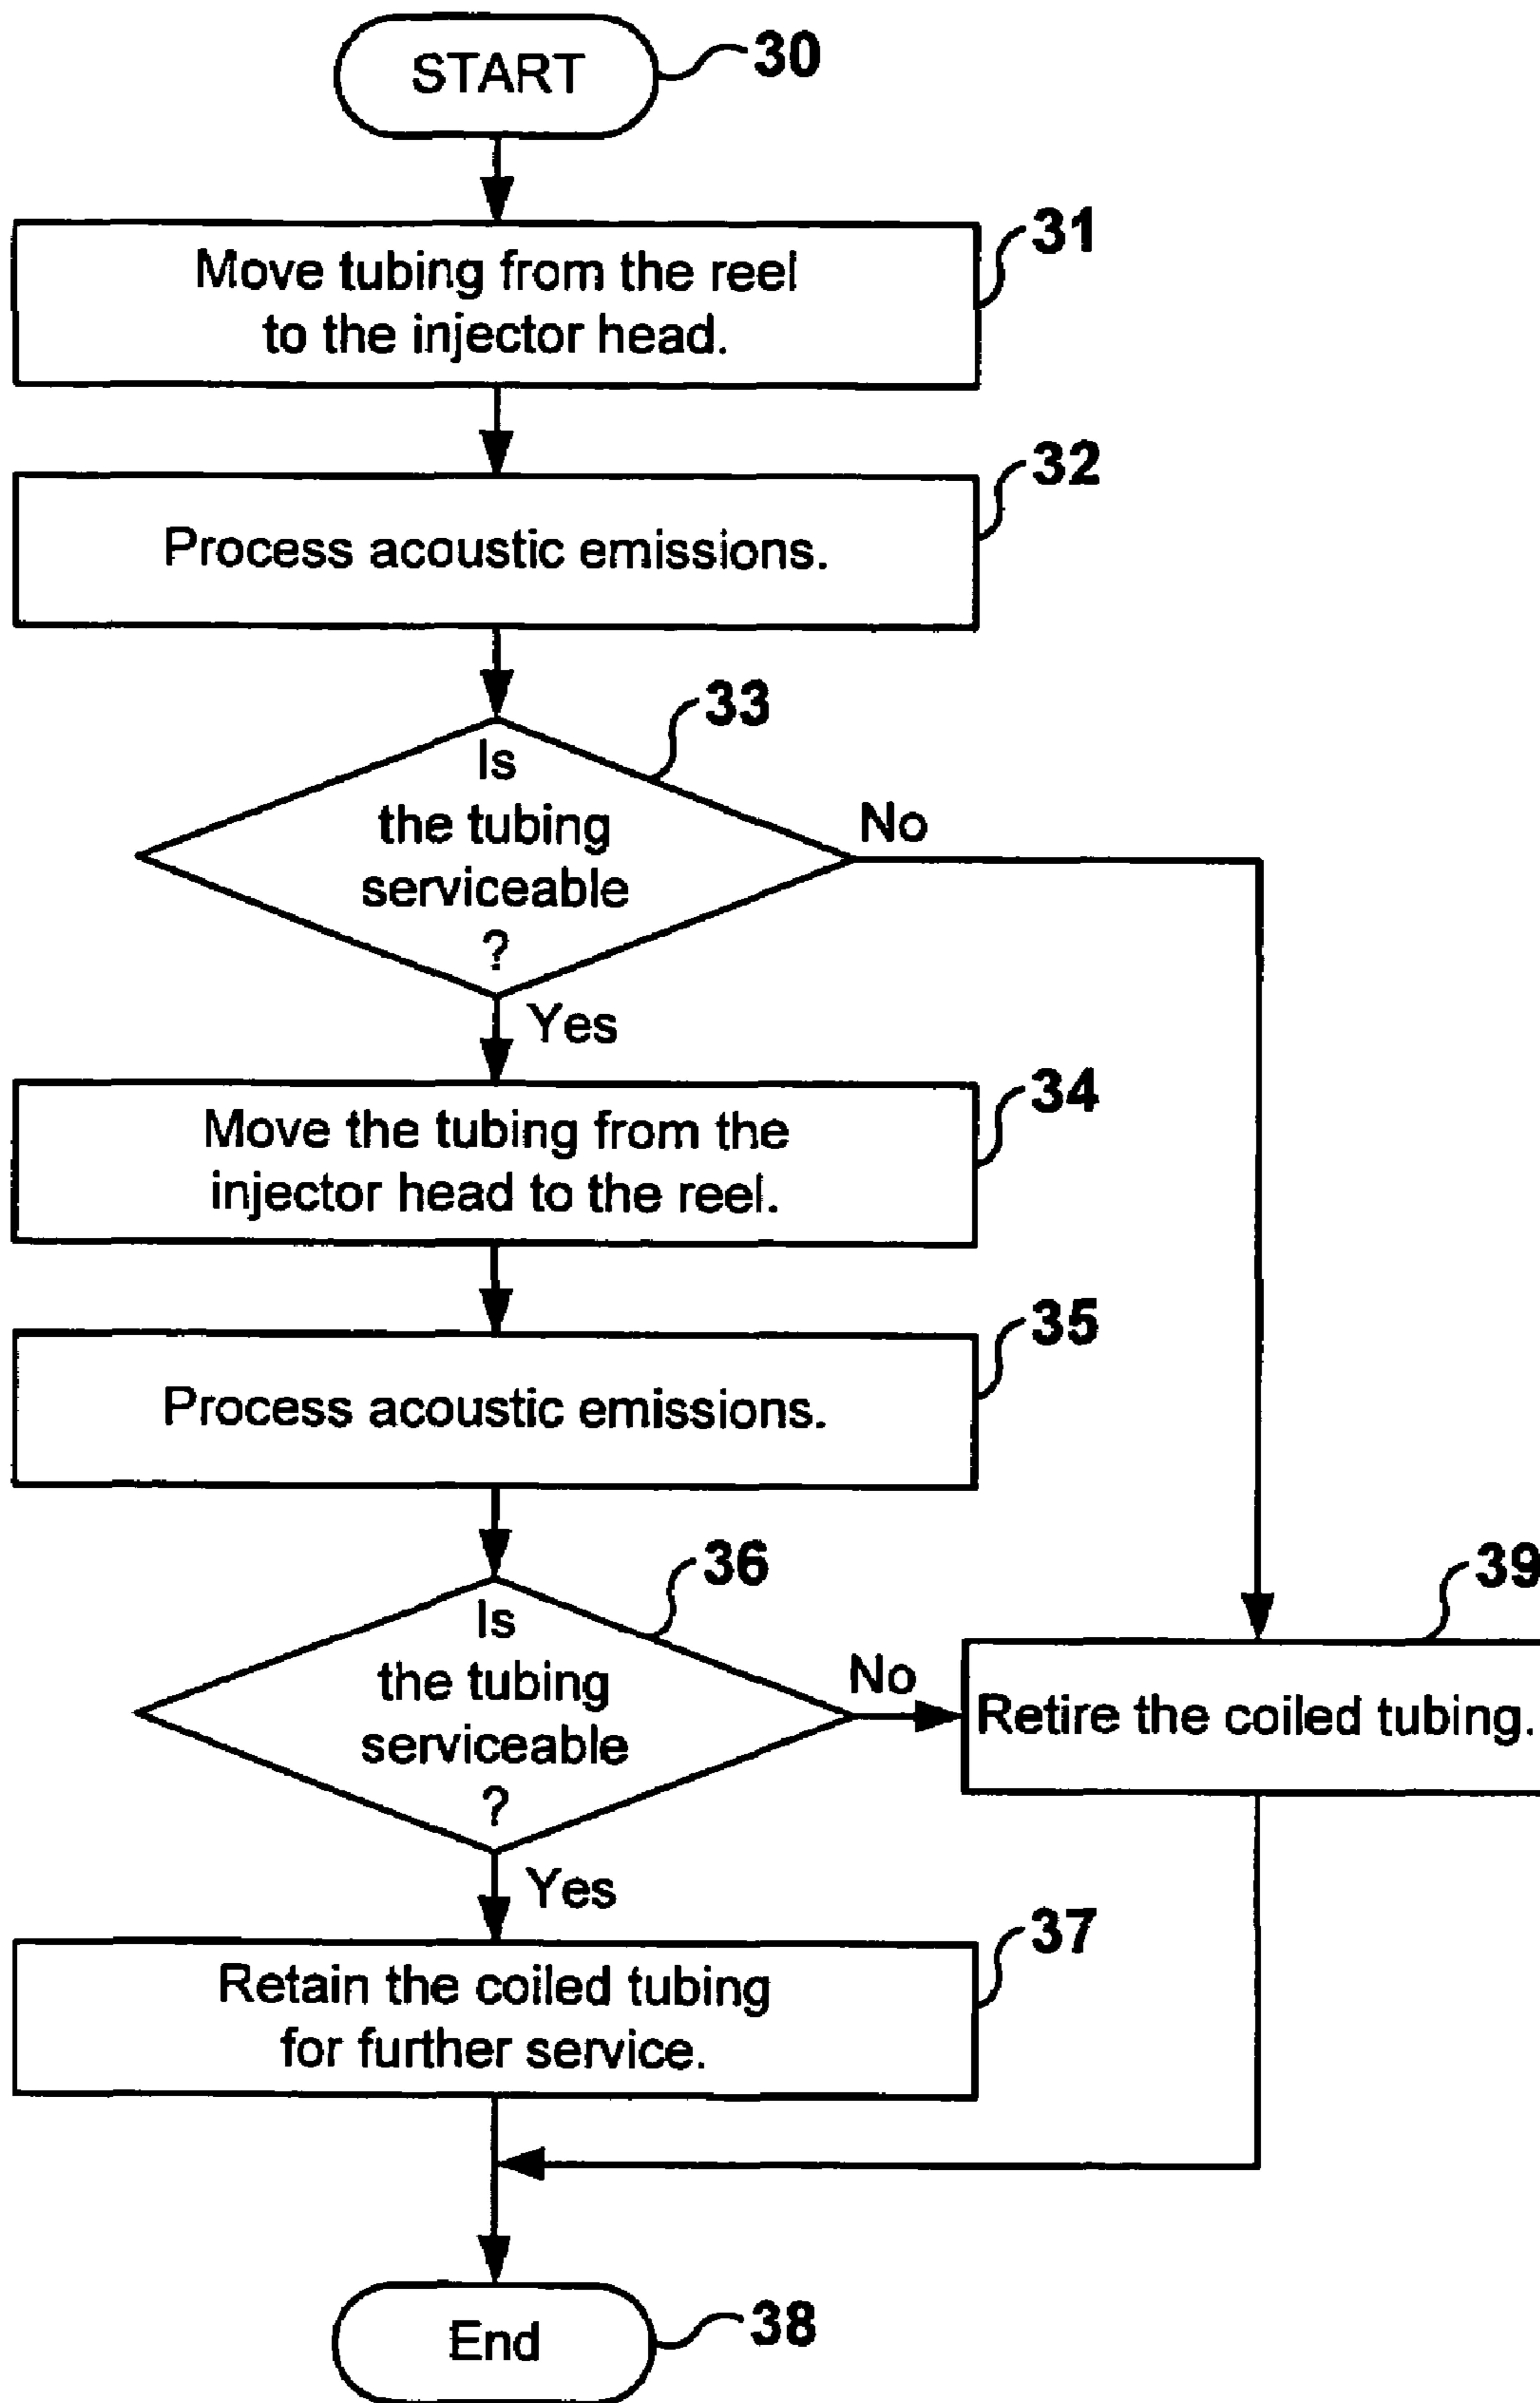 START
30
Move tubing from the reel
to the injector head.
31
Process acoustic emissions.
32
Is
the tubing
serviceable
?
33
No
Yes
Move the tubing from the
injector head to the reel.
34
Process acoustic emissions.
35
Is
the tubing
serviceable
?
36
No
Retire the coiled tubing.
39
Yes
Retain the coiled tubing
for further service.
37
End
38